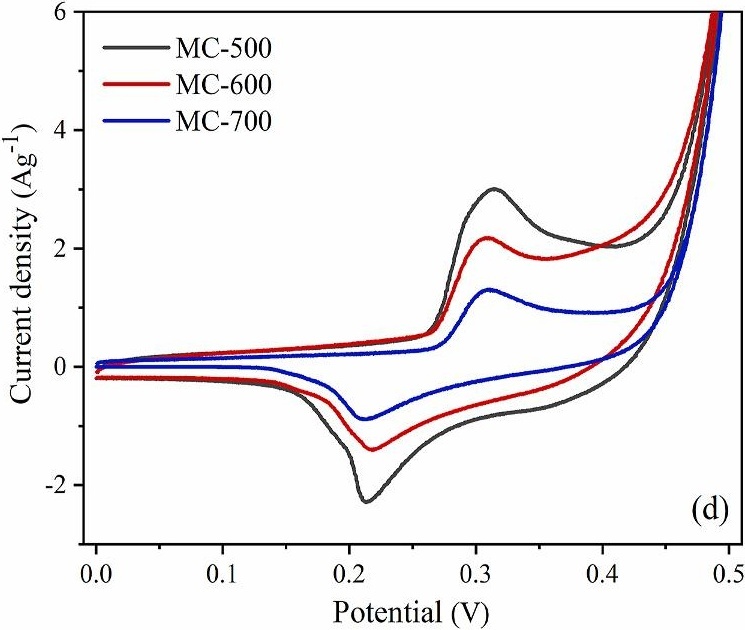 6
4
2
0
-2
0.0
0.1
0.2
0.3
0.4
0.5
MC-500
MC-600
MC-700
Current density (Ag⁻¹)
Potential (V)
(d)